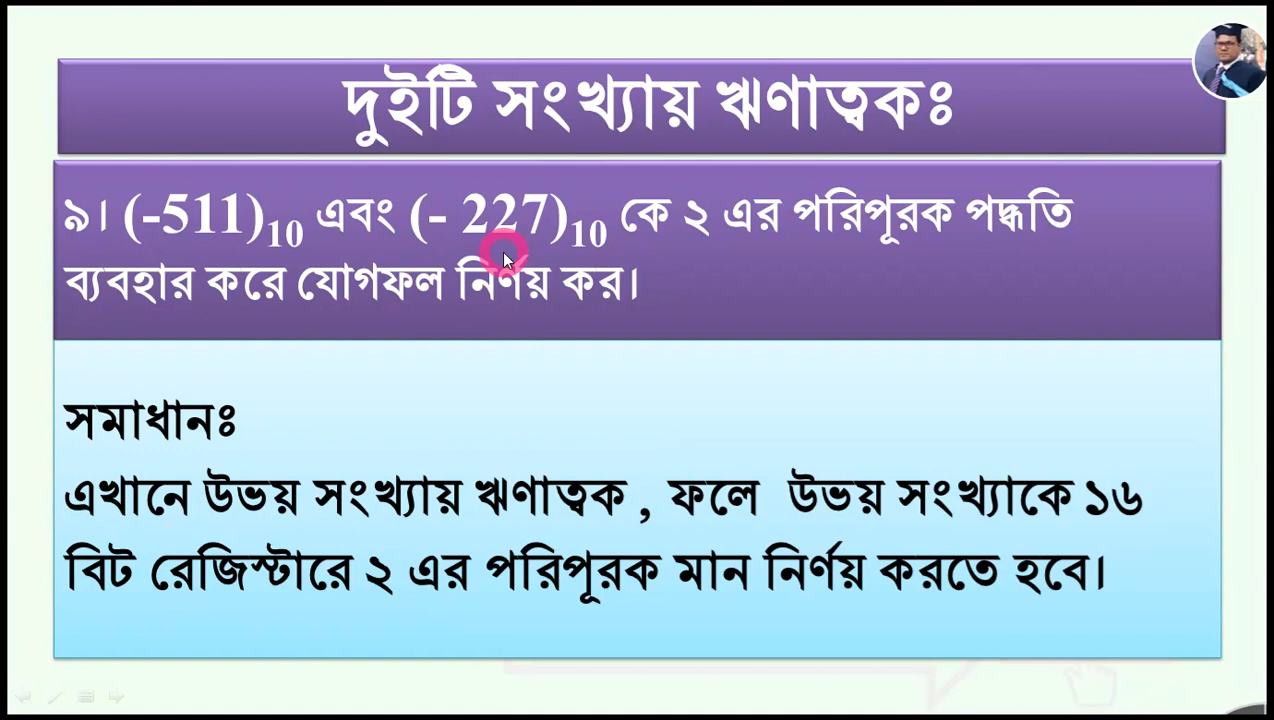 দুইটি সংখ্যায় ঋণাত্বকঃ
৯। (-511)₁₀ এবং (- 227)₁₀ কে ২ এর পরিপূরক পদ্ধতি
ব্যবহার করে যোগফল নির্ণয় কর।
সমাধানঃ
এখানে উভয় সংখ্যায় ঋণাত্বক , ফলে উভয় সংখ্যাকে ১৬
বিট রেজিস্টারে ২ এর পরিপূরক মান নির্ণয় করতে হবে।